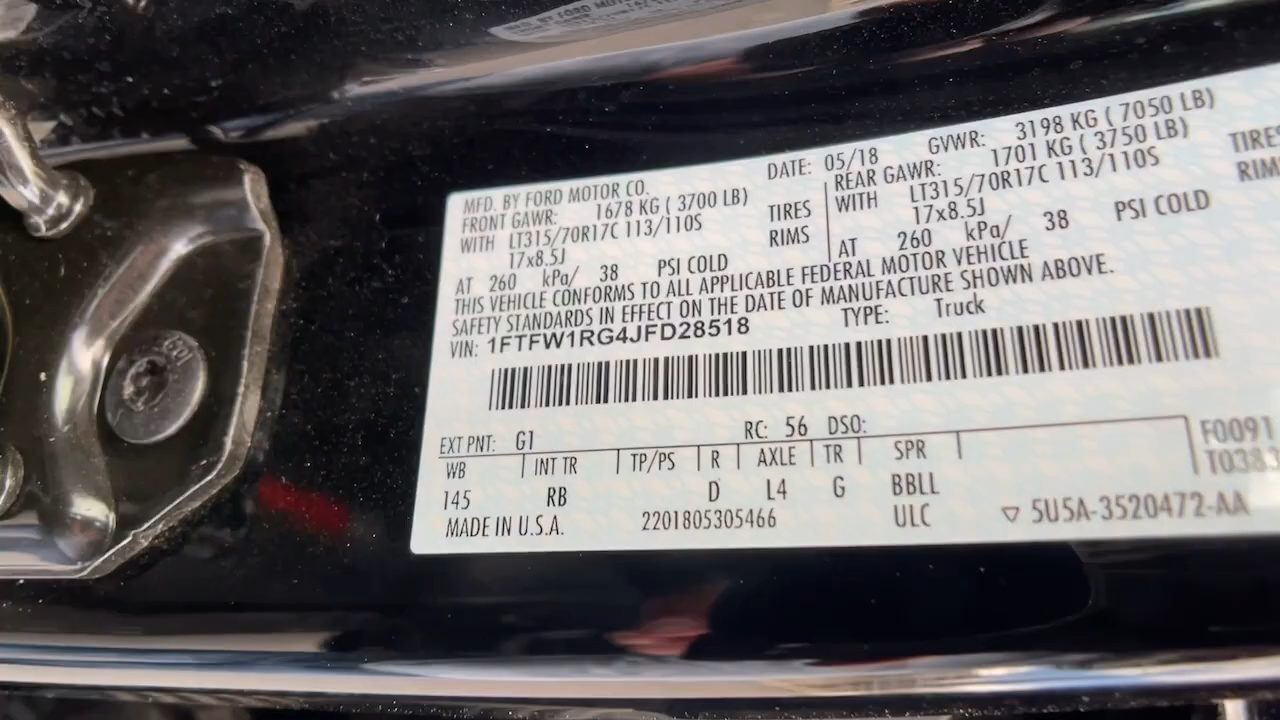 MFD. BY FORD MOTOR CO.
DATE: 05/18
GVWR: 3198 KG ( 7050 LB)
FRONT GAWR: 1678 KG ( 3700 LB)
REAR GAWR: 1701 KG ( 3750 LB)
WITH LT315/70R17C 113/110S TIRES
WITH LT315/70R17C 113/110S TIRES
17x8.5J RIMS
17x8.5J RIM
AT 260 kPa/ 38 PSI COLD
AT 260 kPa/ 38 PSI COLD
THIS VEHICLE CONFORMS TO ALL APPLICABLE FEDERAL MOTOR VEHICLE
SAFETY STANDARDS IN EFFECT ON THE DATE OF MANUFACTURE SHOWN ABOVE.
VIN: 1FTFW1RG4JFD28518 TYPE: Truck
EXT PNT: G1 RC: 56 DSO:
WB INT TR TP/PS R AXLE TR SPR F0091
145 RB D L4 G BBLL
MADE IN U.S.A. 2201805305466 ULC ▽ 5U5A-3520472-AA